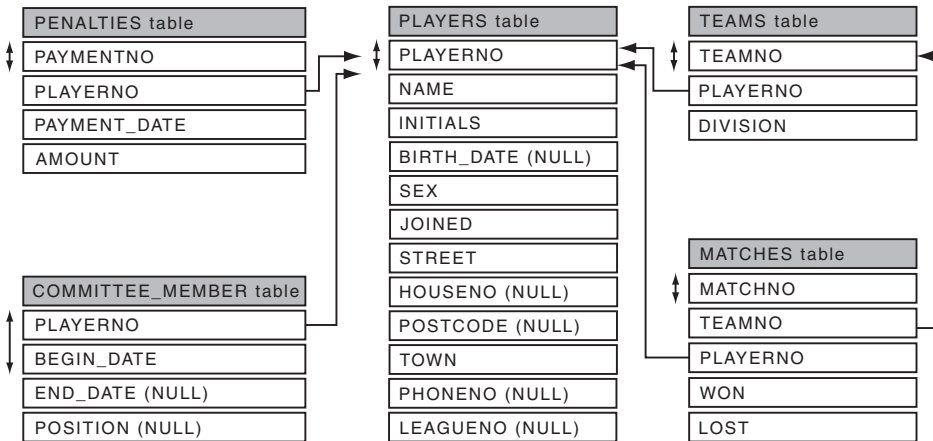 PENALTIES table
PAYMENTNO
PLAYERNO
PAYMENT_DATE
AMOUNT
COMMITTEE_MEMBER table
PLAYERNO
BEGIN_DATE
END_DATE (NULL)
POSITION (NULL)
PLAYERS table
PLAYERNO
NAME
INITIALS
BIRTH_DATE (NULL)
SEX
JOINED
STREET
HOUSENO (NULL)
POSTCODE (NULL)
TOWN
PHONENO (NULL)
LEAGUENO (NULL)
TEAMS table
TEAMNO
PLAYERNO
DIVISION
MATCHES table
MATCHNO
TEAMNO
PLAYERNO
WON
LOST